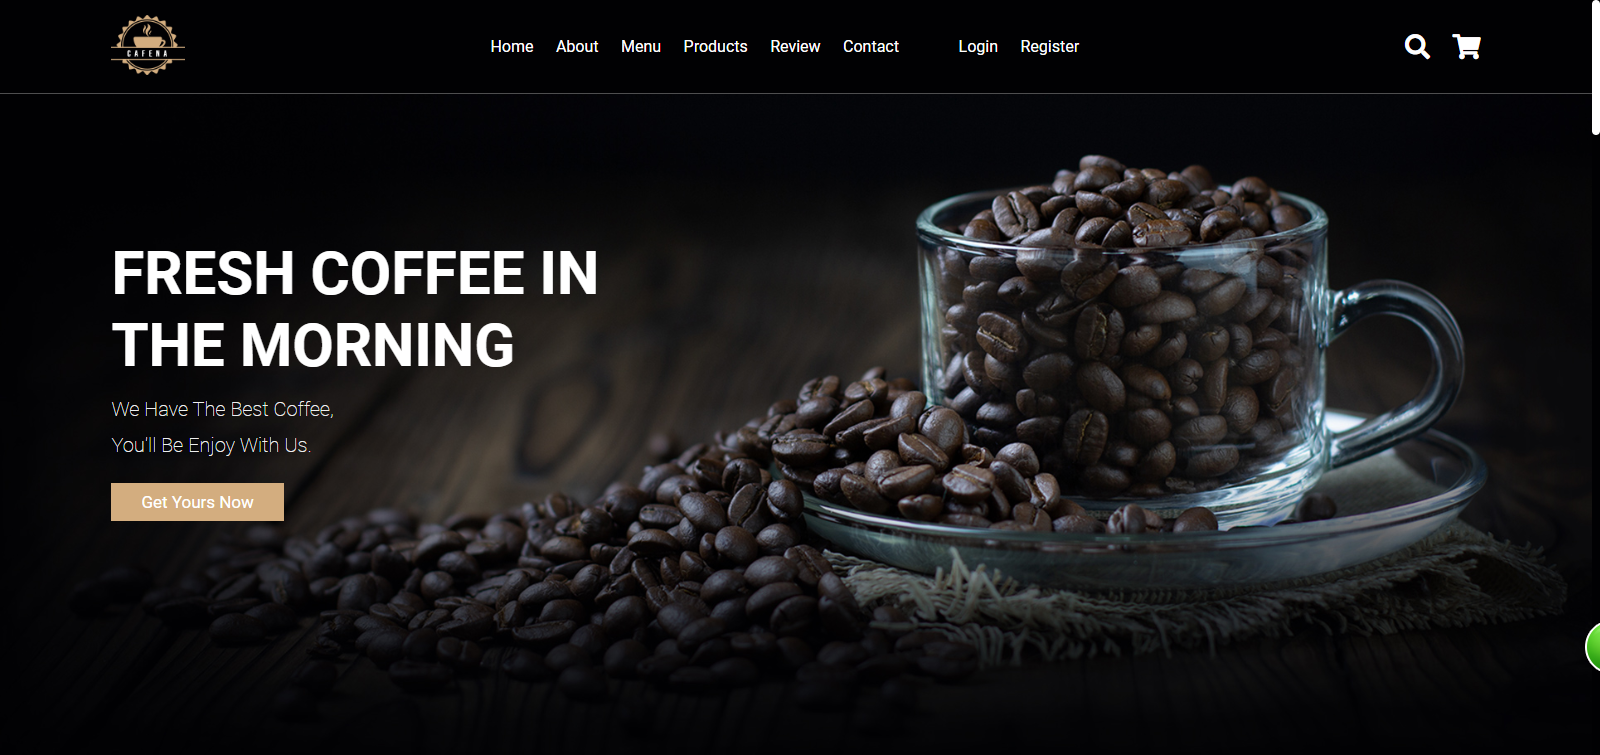 CAFENA
Home About Menu Products Review Contact Login Register
FRESH COFFEE IN
THE MORNING
We Have The Best Coffee,
You'll Be Enjoy With Us.
Get Yours Now